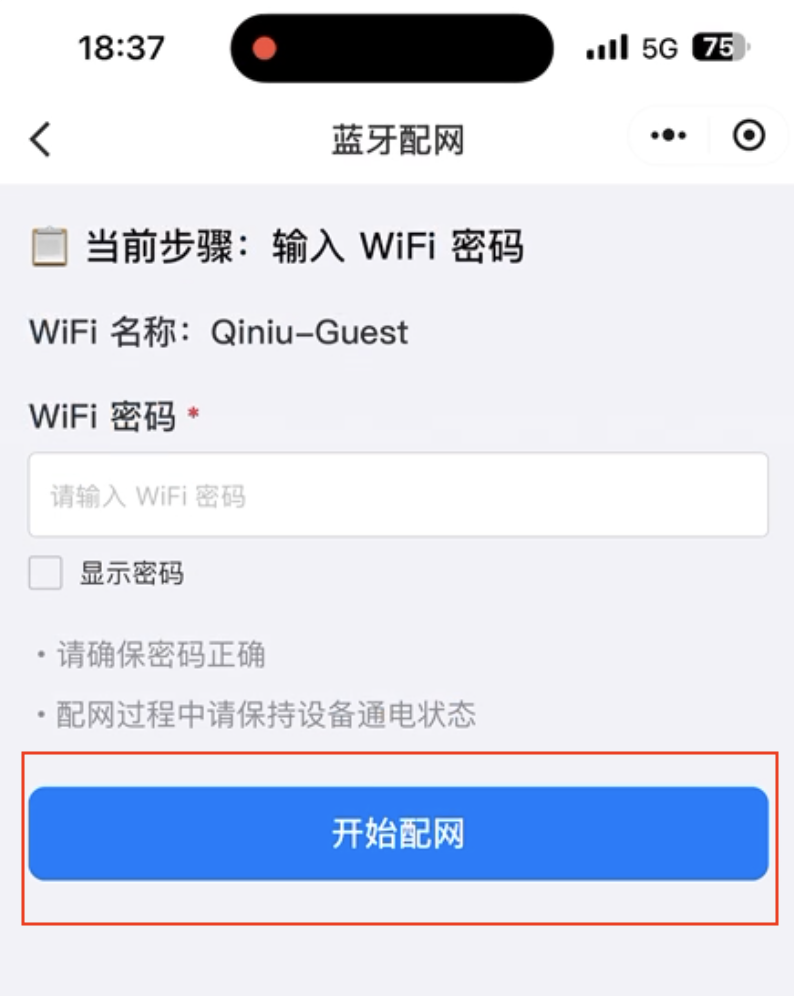 18:37 5G 75
蓝牙配网
当前步骤：输入 WiFi 密码
WiFi 名称：Qiniu-Guest
WiFi 密码 *
请输入 WiFi 密码
显示密码
・请确保密码正确
・配网过程中请保持设备通电状态
开始配网